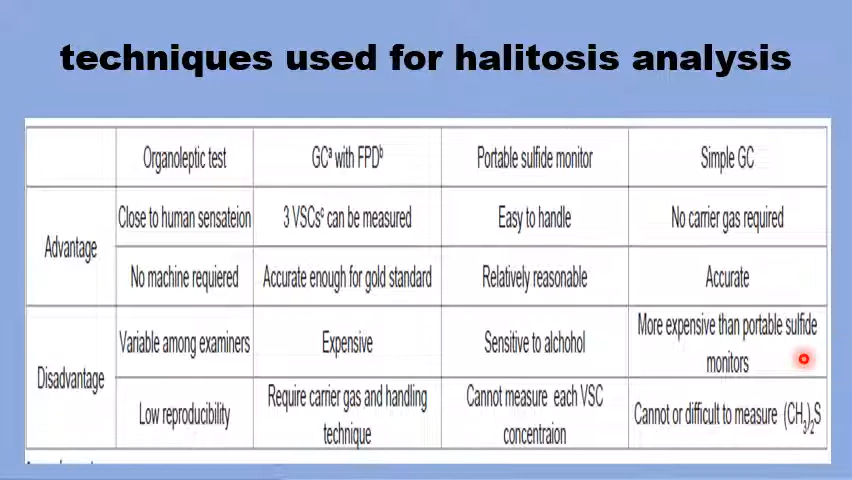 techniques used for halitosis analysis
Organoleptic test GCᵃ with FPDᵇ Portable sulfide monitor Simple GC
Advantage
Close to human sensateion 3 VSCsᶜ can be measured Easy to handle No carrier gas required
No machine requiered Accurate enough for gold standard Relatively reasonable Accurate
Disadvantage
Variable among examiners Expensive Sensitive to alchohol More expensive than portable sulfide
monitors
Low reproducibility Require carrier gas and handling Cannot measure each VSC Cannot or difficult to measure (CH₃)₂S
technique concentraion